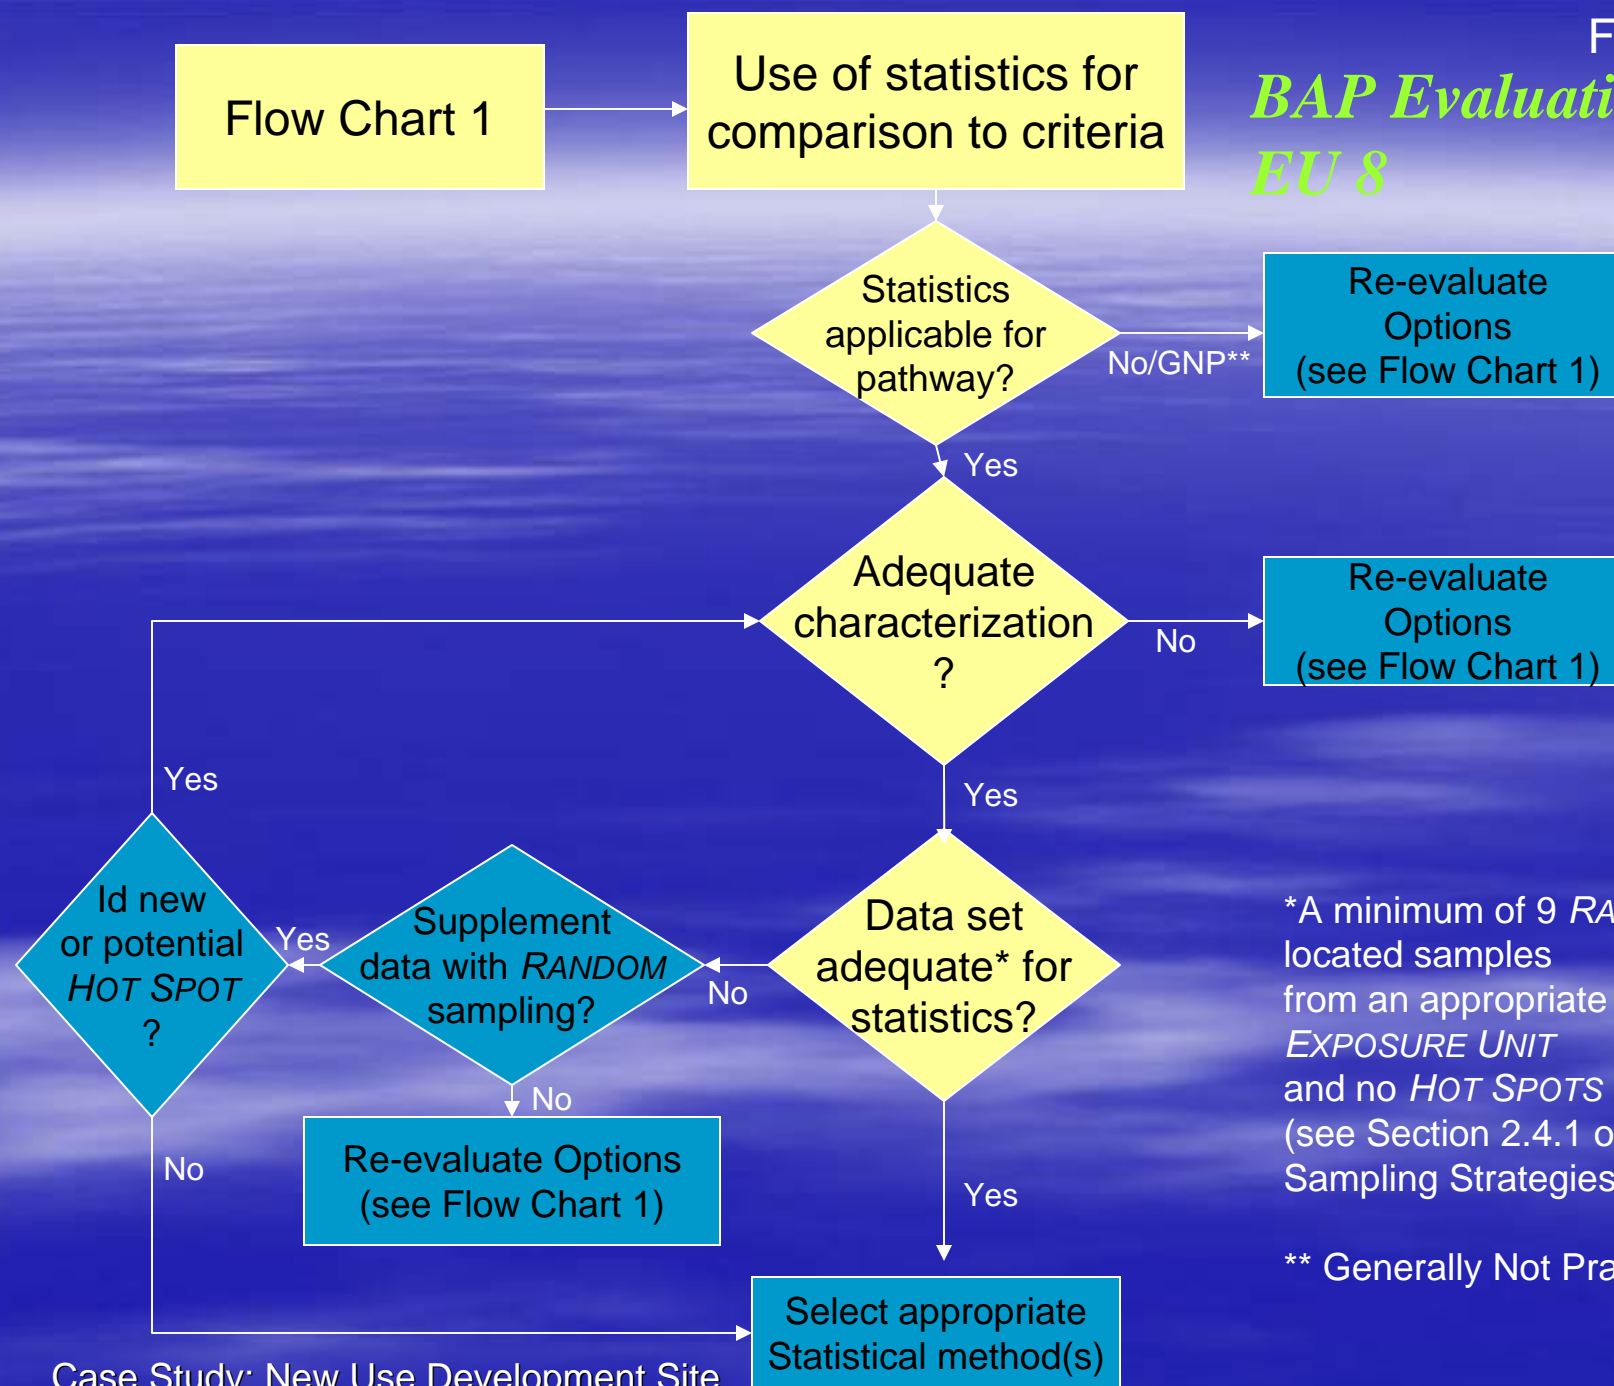 Flow Chart 1
Use of statistics for
comparison to criteria
BAP
EU 8
Statistics
applicable for
pathway?
No/GNP**
Re-evaluate
Options
(see Flow Chart 1)
Yes
Adequate
characterization
?
No
Re-evaluate
Options
(see Flow Chart 1)
Yes
Yes
Id new
or potential
HOT SPOT
?
Yes
Supplement
data with RANDOM
sampling?
No
Data set
adequate* for
statistics?
No
Re-evaluate Options
(see Flow Chart 1)
No
Yes
Select appropriate
Statistical method(s)
*A minimum of 9
located samples
from an appropriate
EXPOSURE UNIT
and no HOT SPOTS
(see Section 2.4.1
Sampling Strategies
** Generally Not
Case Study: New Use Development Site